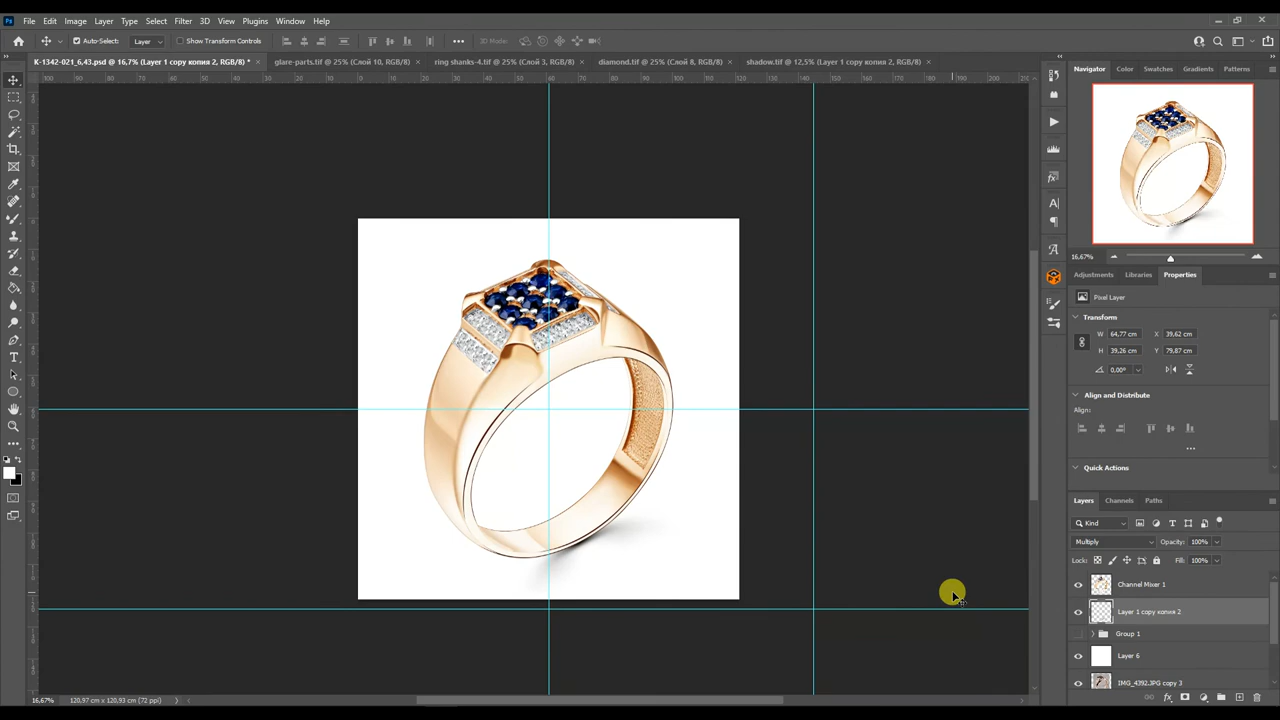 Ps File Edit Image Layer Type Select Filter 3D View Plugins Window Help
Auto-Select: Layer Show Transform Controls 3D Mode:
K-1342-021_6,43.psd @ 16,7% (Layer 1 copy копия 2, RGB/8) * glare-parts.tif @ 25% (Слой 10, RGB/8) ring shanks-4.tif @ 25% (Слой 3, RGB/8) diamond.tif @ 25% (Слой 8, RGB/8) shadow.tif @ 12,5% (Layer 1 copy копия 2, RGB/8)
Navigator Color Swatches Gradients Patterns
16,67%
Adjustments Libraries Properties
Pixel Layer
Transform
W 64,77 cm X 39,62 cm
H 39,26 cm Y 79,87 cm
0,00°
Align and Distribute
Align:
Quick Actions
Layers Channels Paths
Kind
Multiply Opacity: 100%
Lock: Fill: 100%
Channel Mixer 1
Layer 1 copy копия 2
Group 1
Layer 6
IMG_4392.JPG copy 3
16,67% 120,97 cm x 120,93 cm (72 ppi)